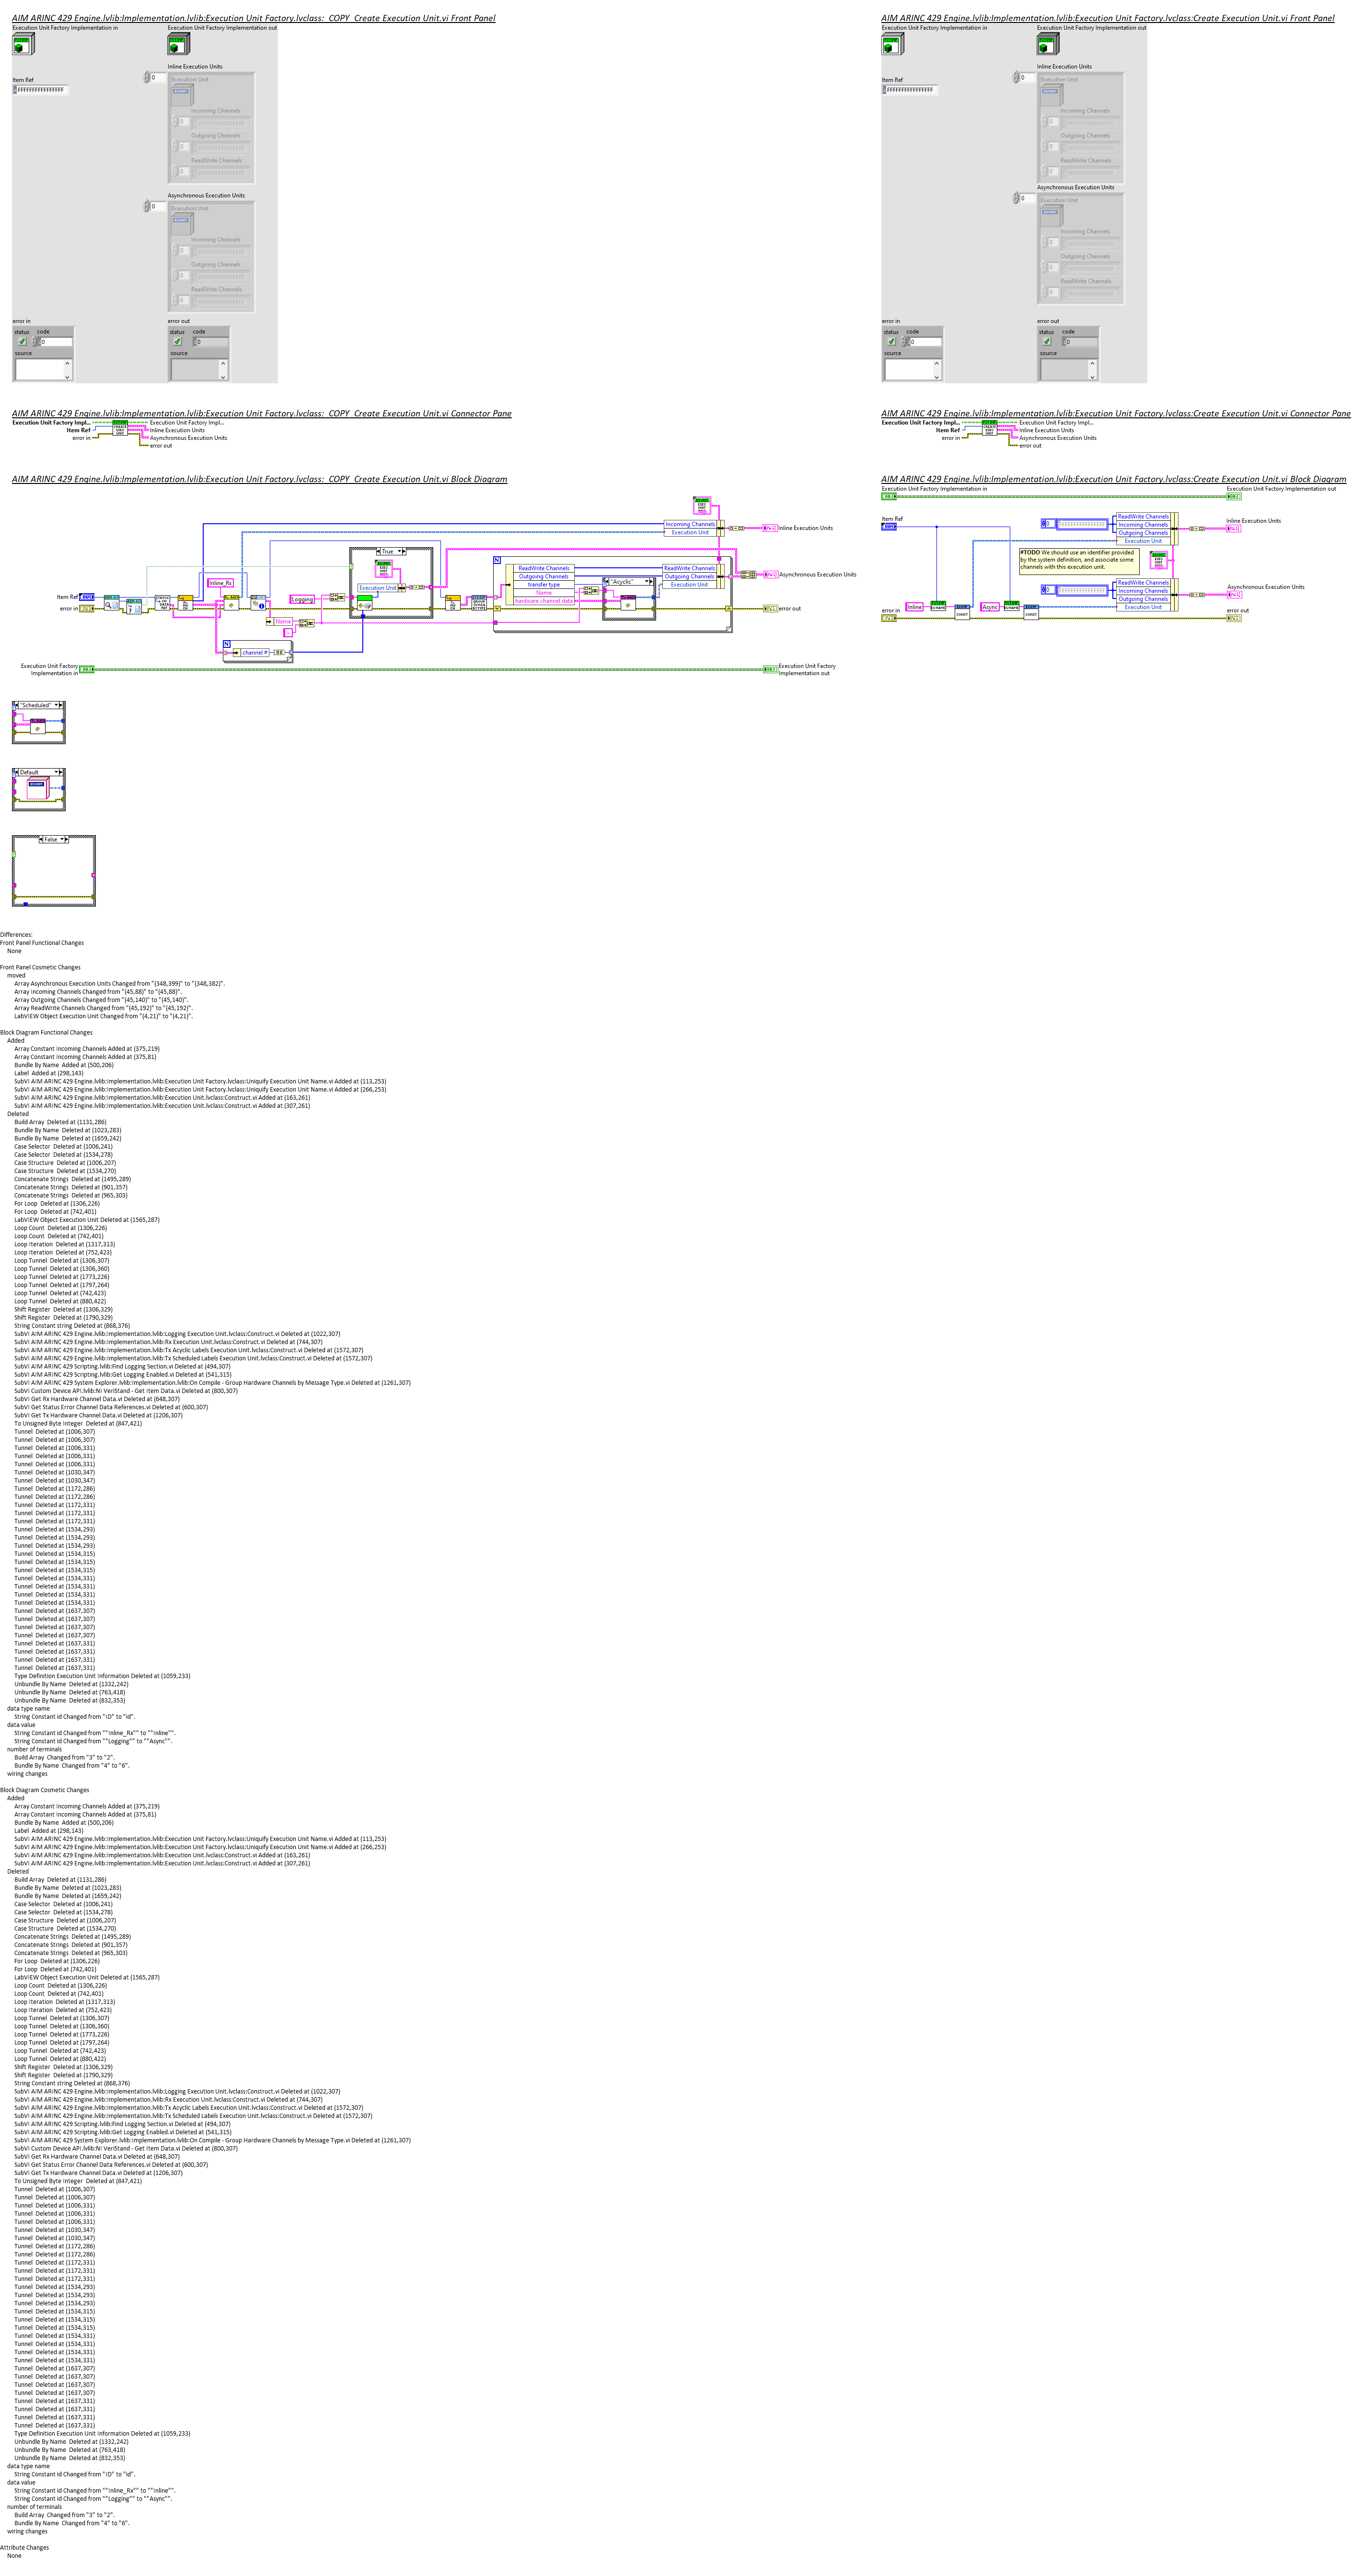 AIM ARINC 429 Engine.lvlib:Implementation.lvlib:Execution Unit Factory.lvclass:_COPY_Create Execution Unit.vi Front Panel
Execution Unit Factory Implementation in
Execution Unit Factory Implementation out
Inline Execution Units
0
Execution Unit
Item Ref
FFFFFFFFFFFFFFFF
Incoming Channels
0
Outgoing Channels
0
ReadWrite Channels
0
Asynchronous Execution Units
0
Execution Unit
Incoming Channels
0
Outgoing Channels
0
ReadWrite Channels
0
error in
error out
status code
0
status code
0
source
source
AIM ARINC 429 Engine.lvlib:Implementation.lvlib:Execution Unit Factory.lvclass:Create Execution Unit.vi Front Panel
Execution Unit Factory Implementation in
Execution Unit Factory Implementation out
Inline Execution Units
0
Execution Unit
Item Ref
FFFFFFFFFFFFFFFF
Incoming Channels
0
Outgoing Channels
0
ReadWrite Channels
0
Asynchronous Execution Units
0
Execution Unit
Incoming Channels
0
Outgoing Channels
0
ReadWrite Channels
0
error in
error out
status code
0
status code
0
source
source
AIM ARINC 429 Engine.lvlib:Implementation.lvlib:Execution Unit Factory.lvclass:_COPY_Create Execution Unit.vi Connector Pane
Execution Unit Factory Impl...
Item Ref
error in
Execution Unit Factory Impl...
Inline Execution Units
Asynchronous Execution Units
error out
AIM ARINC 429 Engine.lvlib:Implementation.lvlib:Execution Unit Factory.lvclass:Create Execution Unit.vi Connector Pane
Execution Unit Factory Impl...
Item Ref
error in
Execution Unit Factory Impl...
Inline Execution Units
Asynchronous Execution Units
error out
AIM ARINC 429 Engine.lvlib:Implementation.lvlib:Execution Unit Factory.lvclass:_COPY_Create Execution Unit.vi Block Diagram
Incoming Channels
Execution Unit
Inline Execution Units
True
Execution Unit
Inline_Rx
Logging
Name
-
channel #
ReadWrite Channels
Outgoing Channels
transfer type
Name
hardware channel data
"Acyclic"
ReadWrite Channels
Outgoing Channels
Execution Unit
Asynchronous Execution Units
Item Ref
error in
error out
Execution Unit Factory
Implementation in
Execution Unit Factory
Implementation out
"Scheduled"
Default
False
AIM ARINC 429 Engine.lvlib:Implementation.lvlib:Execution Unit Factory.lvclass:Create Execution Unit.vi Block Diagram
Execution Unit Factory Implementation in
Execution Unit Factory Implementation out
Item Ref
ReadWrite Channels
Incoming Channels
Outgoing Channels
Execution Unit
Inline Execution Units
#TODO We should use an identifier provided
by the system definition, and associate some
channels with this execution unit.
ReadWrite Channels
Incoming Channels
Outgoing Channels
Execution Unit
Asynchronous Execution Units
Inline
Async
error in
error out
Differences:
Front Panel Functional Changes
None
Front Panel Cosmetic Changes
moved
Array Asynchronous Execution Units Changed from "(348,399)" to "(348,382)".
Array Incoming Channels Changed from "(45,88)" to "(45,88)".
Array Outgoing Channels Changed from "(45,140)" to "(45,140)".
Array ReadWrite Channels Changed from "(45,192)" to "(45,192)".
LabVIEW Object Execution Unit Changed from "(4,21)" to "(4,21)".
Block Diagram Functional Changes
Added
Array Constant Incoming Channels Added at (375,219)
Array Constant Incoming Channels Added at (375,81)
Bundle By Name Added at (500,206)
Label Added at (298,143)
SubVI AIM ARINC 429 Engine.lvlib:Implementation.lvlib:Execution Unit Factory.lvclass:Uniquify Execution Unit Name.vi Added at (113,253)
SubVI AIM ARINC 429 Engine.lvlib:Implementation.lvlib:Execution Unit Factory.lvclass:Uniquify Execution Unit Name.vi Added at (266,253)
SubVI AIM ARINC 429 Engine.lvlib:Implementation.lvlib:Execution Unit.lvclass:Construct.vi Added at (163,261)
SubVI AIM ARINC 429 Engine.lvlib:Implementation.lvlib:Execution Unit.lvclass:Construct.vi Added at (307,261)
Deleted
Build Array Deleted at (1131,286)
Bundle By Name Deleted at (1023,283)
Bundle By Name Deleted at (1659,242)
Case Selector Deleted at (1006,241)
Case Selector Deleted at (1534,278)
Case Structure Deleted at (1006,207)
Case Structure Deleted at (1534,270)
Concatenate Strings Deleted at (1495,289)
Concatenate Strings Deleted at (901,357)
Concatenate Strings Deleted at (965,303)
For Loop Deleted at (1306,226)
For Loop Deleted at (742,401)
LabVIEW Object Execution Unit Deleted at (1565,287)
Loop Count Deleted at (1306,226)
Loop Count Deleted at (742,401)
Loop Iteration Deleted at (1317,313)
Loop Iteration Deleted at (752,423)
Loop Tunnel Deleted at (1306,307)
Loop Tunnel Deleted at (1306,360)
Loop Tunnel Deleted at (1773,226)
Loop Tunnel Deleted at (1797,264)
Loop Tunnel Deleted at (742,423)
Loop Tunnel Deleted at (880,422)
Shift Register Deleted at (1306,329)
Shift Register Deleted at (1790,329)
String Constant string Deleted at (868,376)
SubVI AIM ARINC 429 Engine.lvlib:Implementation.lvlib:Logging Execution Unit.lvclass:Construct.vi Deleted at (1022,307)
SubVI AIM ARINC 429 Engine.lvlib:Implementation.lvlib:Rx Execution Unit.lvclass:Construct.vi Deleted at (744,307)
SubVI AIM ARINC 429 Engine.lvlib:Implementation.lvlib:Tx Acyclic Labels Execution Unit.lvclass:Construct.vi Deleted at (1572,307)
SubVI AIM ARINC 429 Engine.lvlib:Implementation.lvlib:Tx Scheduled Labels Execution Unit.lvclass:Construct.vi Deleted at (1572,307)
SubVI AIM ARINC 429 Scripting.lvlib:Find Logging Section.vi Deleted at (494,307)
SubVI AIM ARINC 429 Scripting.lvlib:Get Logging Enabled.vi Deleted at (541,315)
SubVI AIM ARINC 429 System Explorer.lvlib:Implementation.lvlib:On Compile - Group Hardware Channels by Message Type.vi Deleted at (1261,307)
SubVI Custom Device API.lvlib:NI VeriStand - Get Item Data.vi Deleted at (800,307)
SubVI Get Rx Hardware Channel Data.vi Deleted at (648,307)
SubVI Get Status Error Channel Data References.vi Deleted at (600,307)
SubVI Get Tx Hardware Channel Data.vi Deleted at (1206,307)
To Unsigned Byte Integer Deleted at (847,421)
Tunnel Deleted at (1006,307)
Tunnel Deleted at (1006,307)
Tunnel Deleted at (1006,331)
Tunnel Deleted at (1006,331)
Tunnel Deleted at (1006,331)
Tunnel Deleted at (1030,347)
Tunnel Deleted at (1030,347)
Tunnel Deleted at (1172,286)
Tunnel Deleted at (1172,286)
Tunnel Deleted at (1172,331)
Tunnel Deleted at (1172,331)
Tunnel Deleted at (1172,331)
Tunnel Deleted at (1534,293)
Tunnel Deleted at (1534,293)
Tunnel Deleted at (1534,293)
Tunnel Deleted at (1534,315)
Tunnel Deleted at (1534,315)
Tunnel Deleted at (1534,315)
Tunnel Deleted at (1534,331)
Tunnel Deleted at (1534,331)
Tunnel Deleted at (1534,331)
Tunnel Deleted at (1534,331)
Tunnel Deleted at (1637,307)
Tunnel Deleted at (1637,307)
Tunnel Deleted at (1637,307)
Tunnel Deleted at (1637,307)
Tunnel Deleted at (1637,331)
Tunnel Deleted at (1637,331)
Tunnel Deleted at (1637,331)
Tunnel Deleted at (1637,331)
Type Definition Execution Unit Information Deleted at (1059,233)
Unbundle By Name Deleted at (1332,242)
Unbundle By Name Deleted at (763,418)
Unbundle By Name Deleted at (832,353)
data type name
String Constant id Changed from "ID" to "id".
data value
String Constant id Changed from ""Inline_Rx"" to ""Inline"".
String Constant id Changed from ""Logging"" to ""Async"".
number of terminals
Build Array Changed from "3" to "2".
Bundle By Name Changed from "4" to "6".
wiring changes
Block Diagram Cosmetic Changes
Added
Array Constant Incoming Channels Added at (375,219)
Array Constant Incoming Channels Added at (375,81)
Bundle By Name Added at (500,206)
Label Added at (298,143)
SubVI AIM ARINC 429 Engine.lvlib:Implementation.lvlib:Execution Unit Factory.lvclass:Uniquify Execution Unit Name.vi Added at (113,253)
SubVI AIM ARINC 429 Engine.lvlib:Implementation.lvlib:Execution Unit Factory.lvclass:Uniquify Execution Unit Name.vi Added at (266,253)
SubVI AIM ARINC 429 Engine.lvlib:Implementation.lvlib:Execution Unit.lvclass:Construct.vi Added at (163,261)
SubVI AIM ARINC 429 Engine.lvlib:Implementation.lvlib:Execution Unit.lvclass:Construct.vi Added at (307,261)
Deleted
Build Array Deleted at (1131,286)
Bundle By Name Deleted at (1023,283)
Bundle By Name Deleted at (1659,242)
Case Selector Deleted at (1006,241)
Case Selector Deleted at (1534,278)
Case Structure Deleted at (1006,207)
Case Structure Deleted at (1534,270)
Concatenate Strings Deleted at (1495,289)
Concatenate Strings Deleted at (901,357)
Concatenate Strings Deleted at (965,303)
For Loop Deleted at (1306,226)
For Loop Deleted at (742,401)
LabVIEW Object Execution Unit Deleted at (1565,287)
Loop Count Deleted at (1306,226)
Loop Count Deleted at (742,401)
Loop Iteration Deleted at (1317,313)
Loop Iteration Deleted at (752,423)
Loop Tunnel Deleted at (1306,307)
Loop Tunnel Deleted at (1306,360)
Loop Tunnel Deleted at (1773,226)
Loop Tunnel Deleted at (1797,264)
Loop Tunnel Deleted at (742,423)
Loop Tunnel Deleted at (880,422)
Shift Register Deleted at (1306,329)
Shift Register Deleted at (1790,329)
String Constant string Deleted at (868,376)
SubVI AIM ARINC 429 Engine.lvlib:Implementation.lvlib:Logging Execution Unit.lvclass:Construct.vi Deleted at (1022,307)
SubVI AIM ARINC 429 Engine.lvlib:Implementation.lvlib:Rx Execution Unit.lvclass:Construct.vi Deleted at (744,307)
SubVI AIM ARINC 429 Engine.lvlib:Implementation.lvlib:Tx Acyclic Labels Execution Unit.lvclass:Construct.vi Deleted at (1572,307)
SubVI AIM ARINC 429 Engine.lvlib:Implementation.lvlib:Tx Scheduled Labels Execution Unit.lvclass:Construct.vi Deleted at (1572,307)
SubVI AIM ARINC 429 Scripting.lvlib:Find Logging Section.vi Deleted at (494,307)
SubVI AIM ARINC 429 Scripting.lvlib:Get Logging Enabled.vi Deleted at (541,315)
SubVI AIM ARINC 429 System Explorer.lvlib:Implementation.lvlib:On Compile - Group Hardware Channels by Message Type.vi Deleted at (1261,307)
SubVI Custom Device API.lvlib:NI VeriStand - Get Item Data.vi Deleted at (800,307)
SubVI Get Rx Hardware Channel Data.vi Deleted at (648,307)
SubVI Get Status Error Channel Data References.vi Deleted at (600,307)
SubVI Get Tx Hardware Channel Data.vi Deleted at (1206,307)
To Unsigned Byte Integer Deleted at (847,421)
Tunnel Deleted at (1006,307)
Tunnel Deleted at (1006,307)
Tunnel Deleted at (1006,331)
Tunnel Deleted at (1006,331)
Tunnel Deleted at (1006,331)
Tunnel Deleted at (1030,347)
Tunnel Deleted at (1030,347)
Tunnel Deleted at (1172,286)
Tunnel Deleted at (1172,286)
Tunnel Deleted at (1172,331)
Tunnel Deleted at (1172,331)
Tunnel Deleted at (1172,331)
Tunnel Deleted at (1534,293)
Tunnel Deleted at (1534,293)
Tunnel Deleted at (1534,293)
Tunnel Deleted at (1534,315)
Tunnel Deleted at (1534,315)
Tunnel Deleted at (1534,315)
Tunnel Deleted at (1534,331)
Tunnel Deleted at (1534,331)
Tunnel Deleted at (1534,331)
Tunnel Deleted at (1534,331)
Tunnel Deleted at (1637,307)
Tunnel Deleted at (1637,307)
Tunnel Deleted at (1637,307)
Tunnel Deleted at (1637,307)
Tunnel Deleted at (1637,331)
Tunnel Deleted at (1637,331)
Tunnel Deleted at (1637,331)
Tunnel Deleted at (1637,331)
Type Definition Execution Unit Information Deleted at (1059,233)
Unbundle By Name Deleted at (1332,242)
Unbundle By Name Deleted at (763,418)
Unbundle By Name Deleted at (832,353)
data type name
String Constant id Changed from "ID" to "id".
data value
String Constant id Changed from ""Inline_Rx"" to ""Inline"".
String Constant id Changed from ""Logging"" to ""Async"".
number of terminals
Build Array Changed from "3" to "2".
Bundle By Name Changed from "4" to "6".
wiring changes
Attribute Changes
None